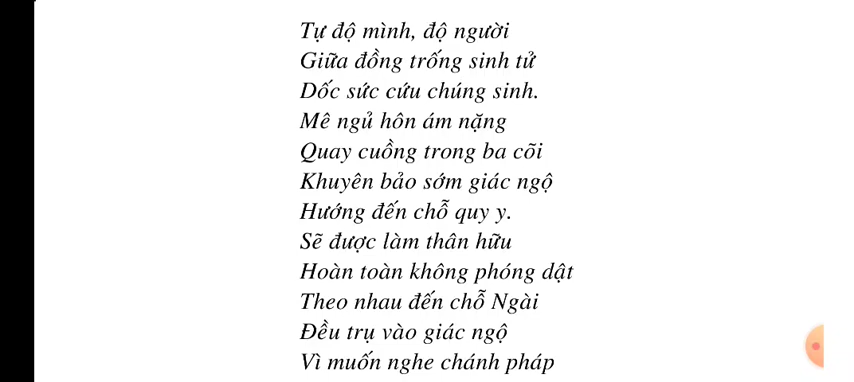 Tự độ mình, độ người
Giữa đồng trống sinh tử
Dốc sức cứu chúng sinh.
Mê ngủ hôn ám nặng
Quay cuồng trong ba cõi
Khuyên bảo sớm giác ngộ
Hướng đến chỗ quy y.
Sẽ được làm thân hữu
Hoàn toàn không phóng dật
Theo nhau đến chỗ Ngài
Đều trụ vào giác ngộ
Vì muốn nghe chánh pháp